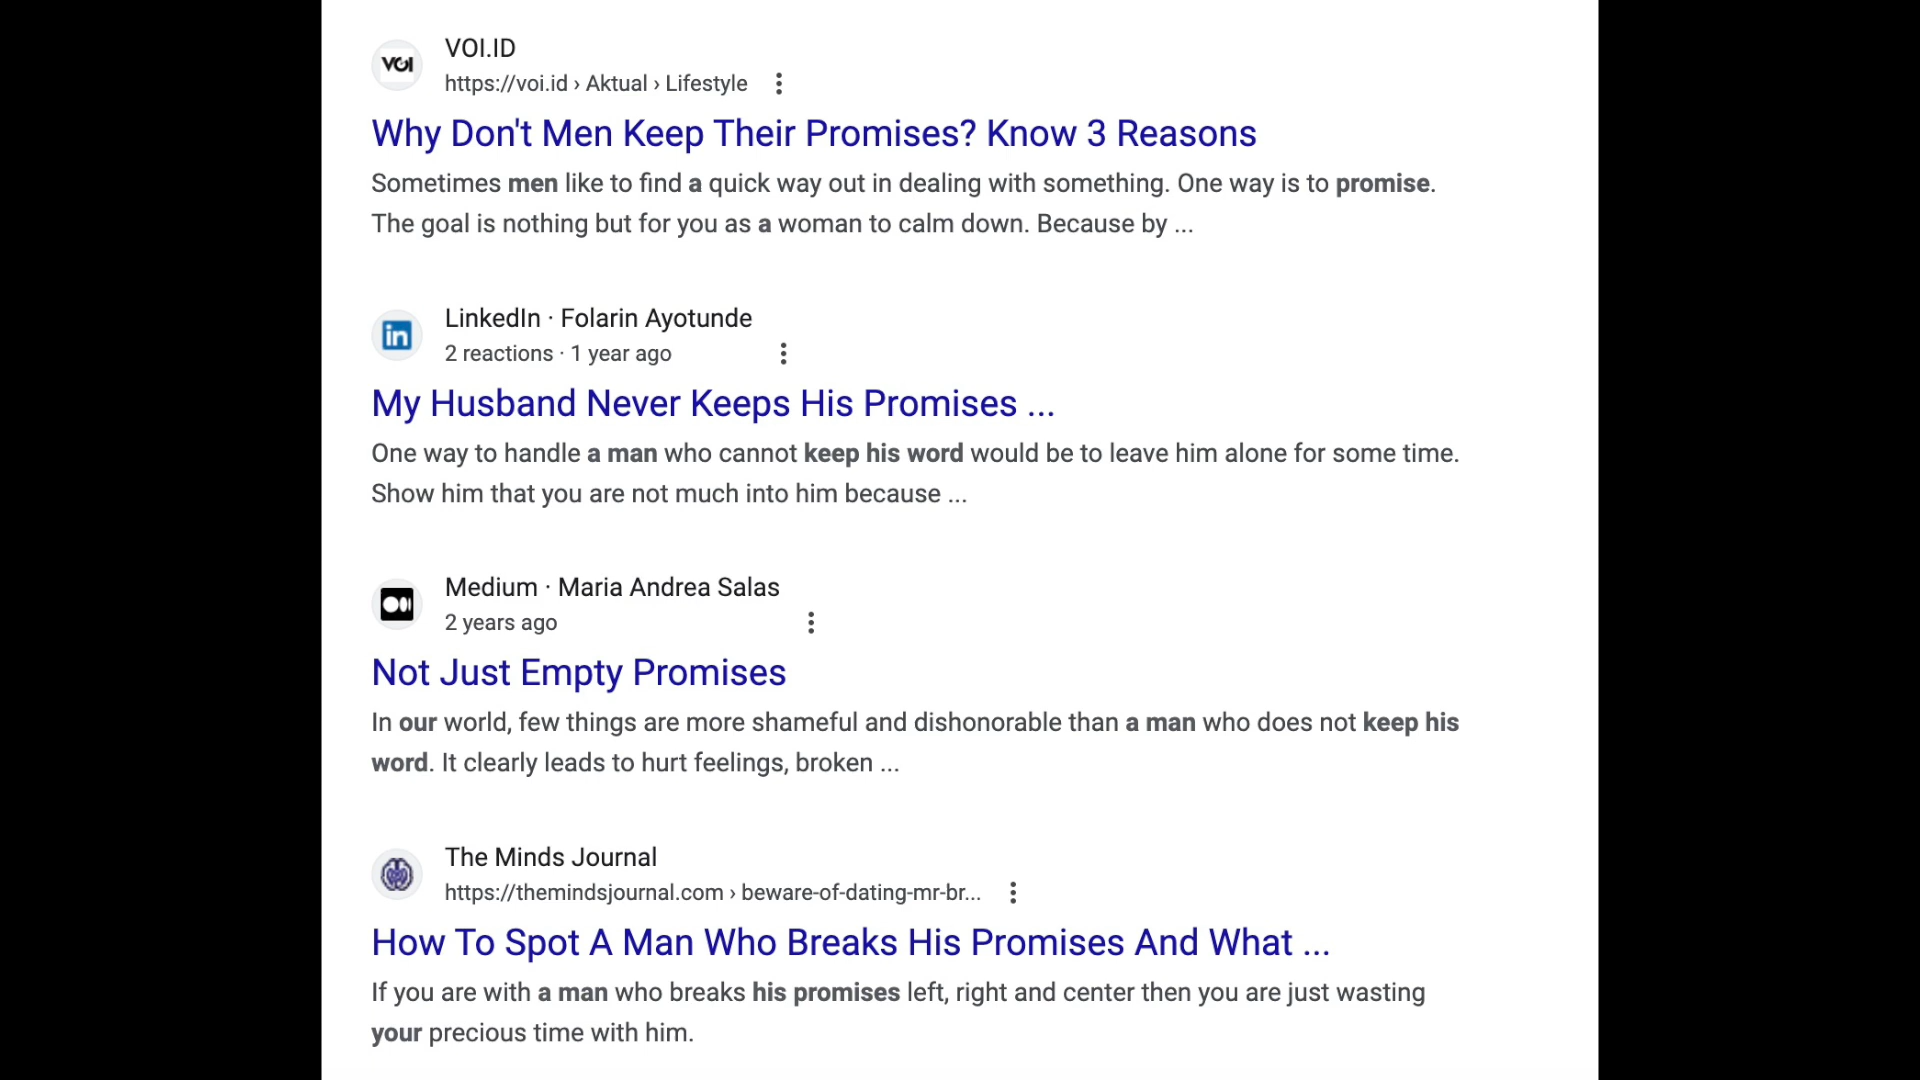 VOI
VOI.ID
https://voi.id › Aktual › Lifestyle
Why Don't Men Keep Their Promises? Know 3 Reasons
Sometimes men like to find a quick way out in dealing with something. One way is to promise.
The goal is nothing but for you as a woman to calm down. Because by ...
in
LinkedIn · Folarin Ayotunde
2 reactions · 1 year ago
My Husband Never Keeps His Promises ...
One way to handle a man who cannot keep his word would be to leave him alone for some time.
Show him that you are not much into him because ...
Medium · Maria Andrea Salas
2 years ago
Not Just Empty Promises
In our world, few things are more shameful and dishonorable than a man who does not keep his
word. It clearly leads to hurt feelings, broken ...
The Minds Journal
https://themindsjournal.com › beware-of-dating-mr-br...
How To Spot A Man Who Breaks His Promises And What ...
If you are with a man who breaks his promises left, right and center then you are just wasting
your precious time with him.